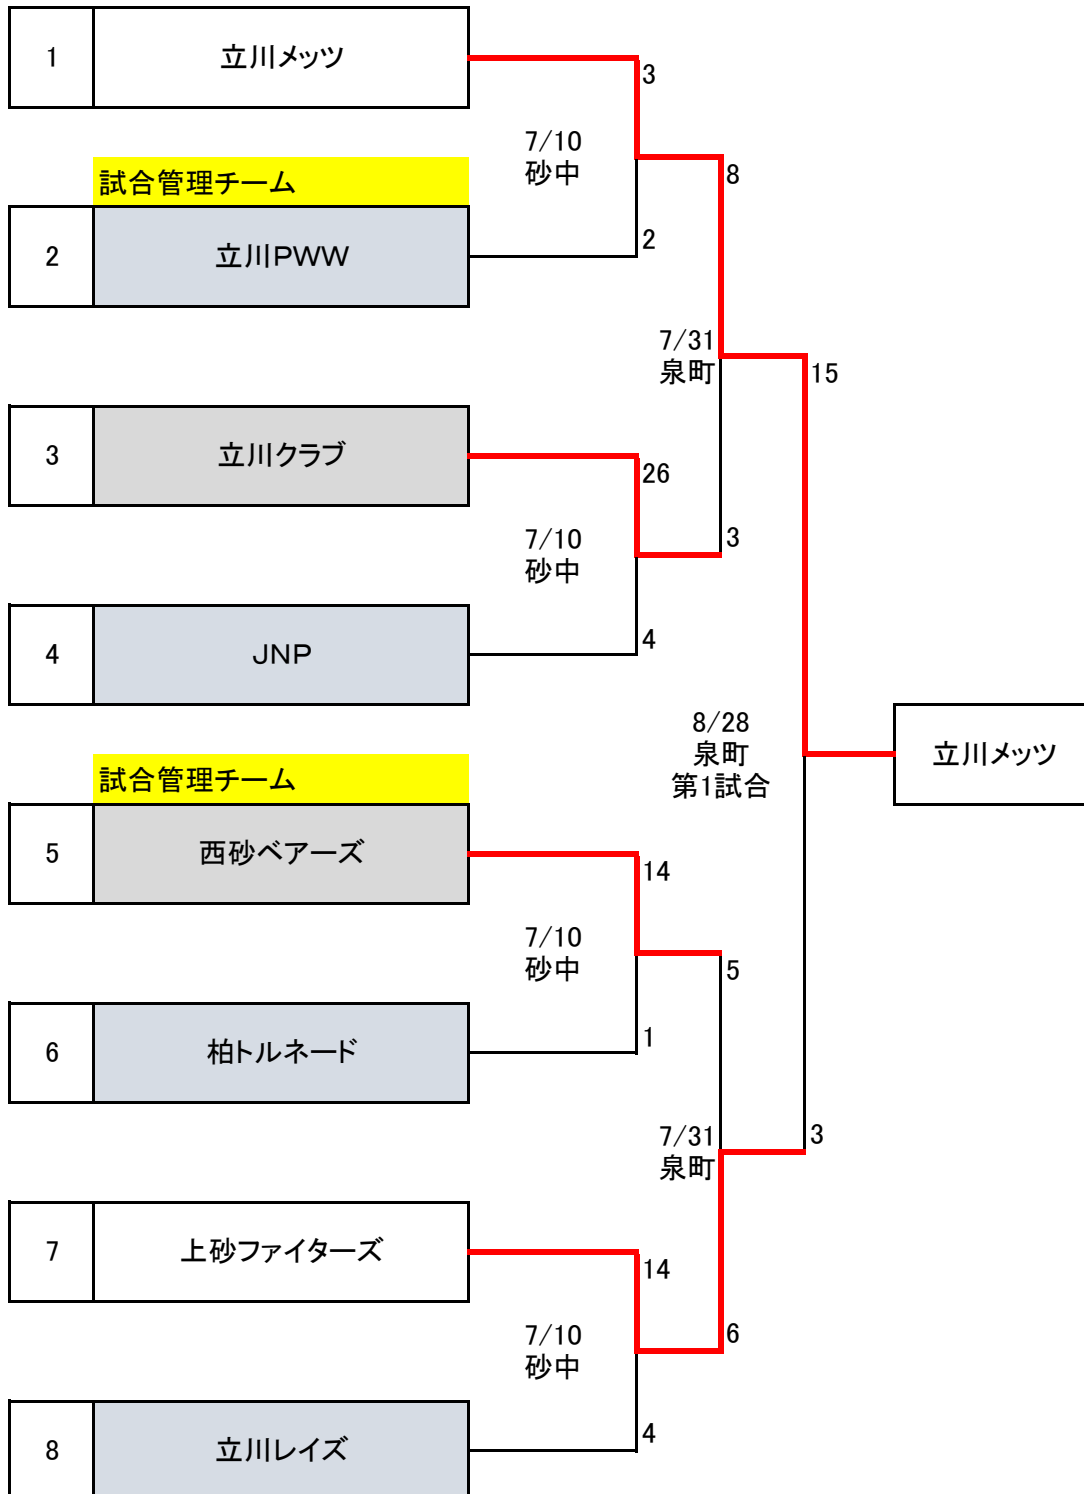 1
立川メッツ
3
7/10
砂中
8
試合管理チーム
2
立川PWW
2
7/31
泉町
15
3
立川クラブ
26
7/10
砂中
3
4
JNP
4
8/28
泉町
第1試合
立川メッツ
試合管理チーム
5
西砂ベアーズ
14
7/10
砂中
5
6
柏トルネード
1
7/31
泉町
3
7
上砂ファイターズ
14
7/10
砂中
6
8
立川レイズ
4